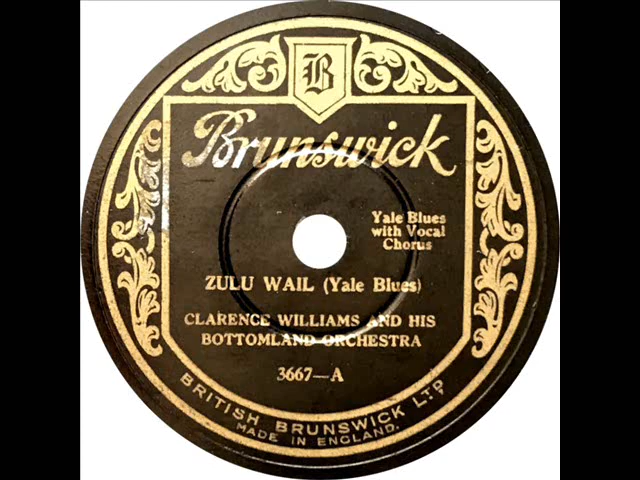 B
Brunswick
Yale Blues
with Vocal
Chorus
ZULU WAIL (Yale Blues)
CLARENCE WILLIAMS AND HIS
BOTTOMLAND ORCHESTRA
3667—A
BRITISH BRUNSWICK LTD.
MADE IN ENGLAND.